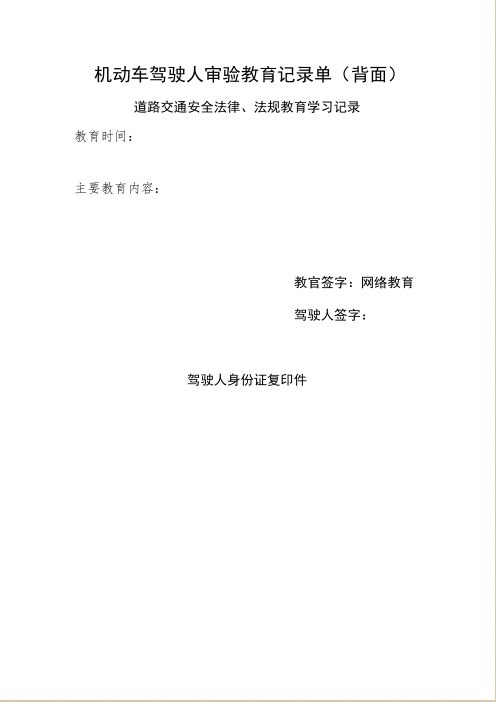 机动车驾驶人审验教育记录单（背面）
道路交通安全法律、法规教育学习记录
教育时间：
主要教育内容：
教官签字：网络教育
驾驶人签字：
驾驶人身份证复印件